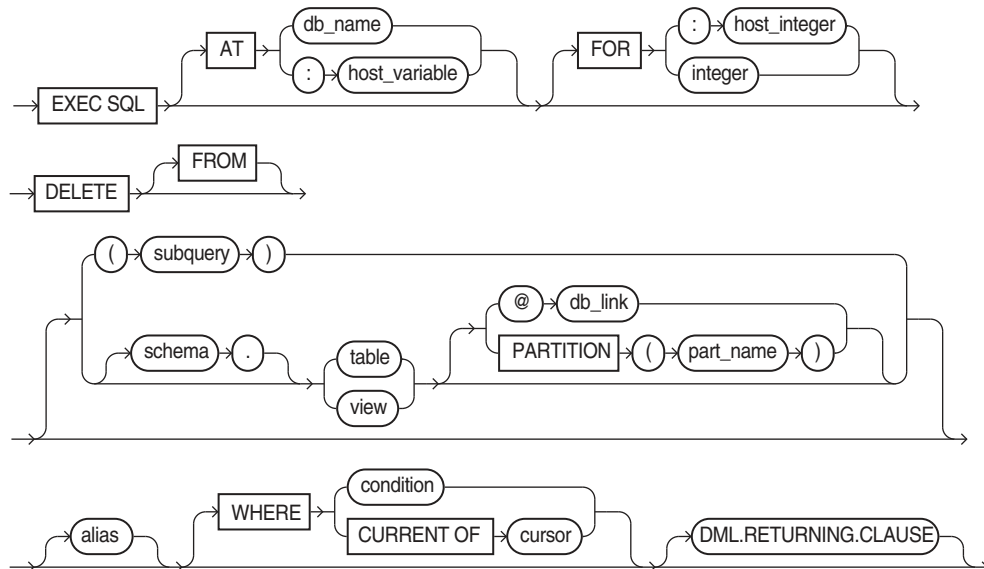 AT db_name : host_variable FOR : host_integer integer
EXEC SQL
DELETE FROM
( subquery )
schema . table view @ db_link PARTITION ( part_name )
alias WHERE condition CURRENT OF cursor DML.RETURNING.CLAUSE